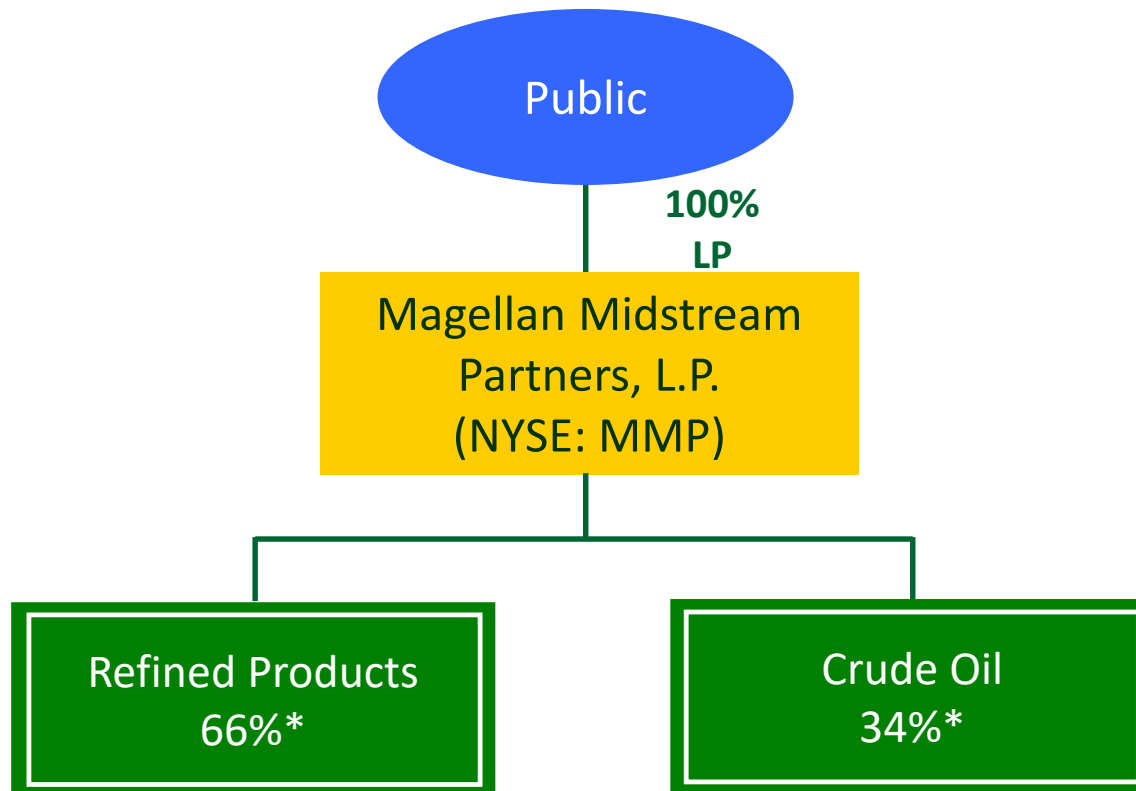 Public
100%
LP
Magellan Midstream
Partners, L.P.
(NYSE: MMP)
Refined Products
66%*
Crude Oil
34%*